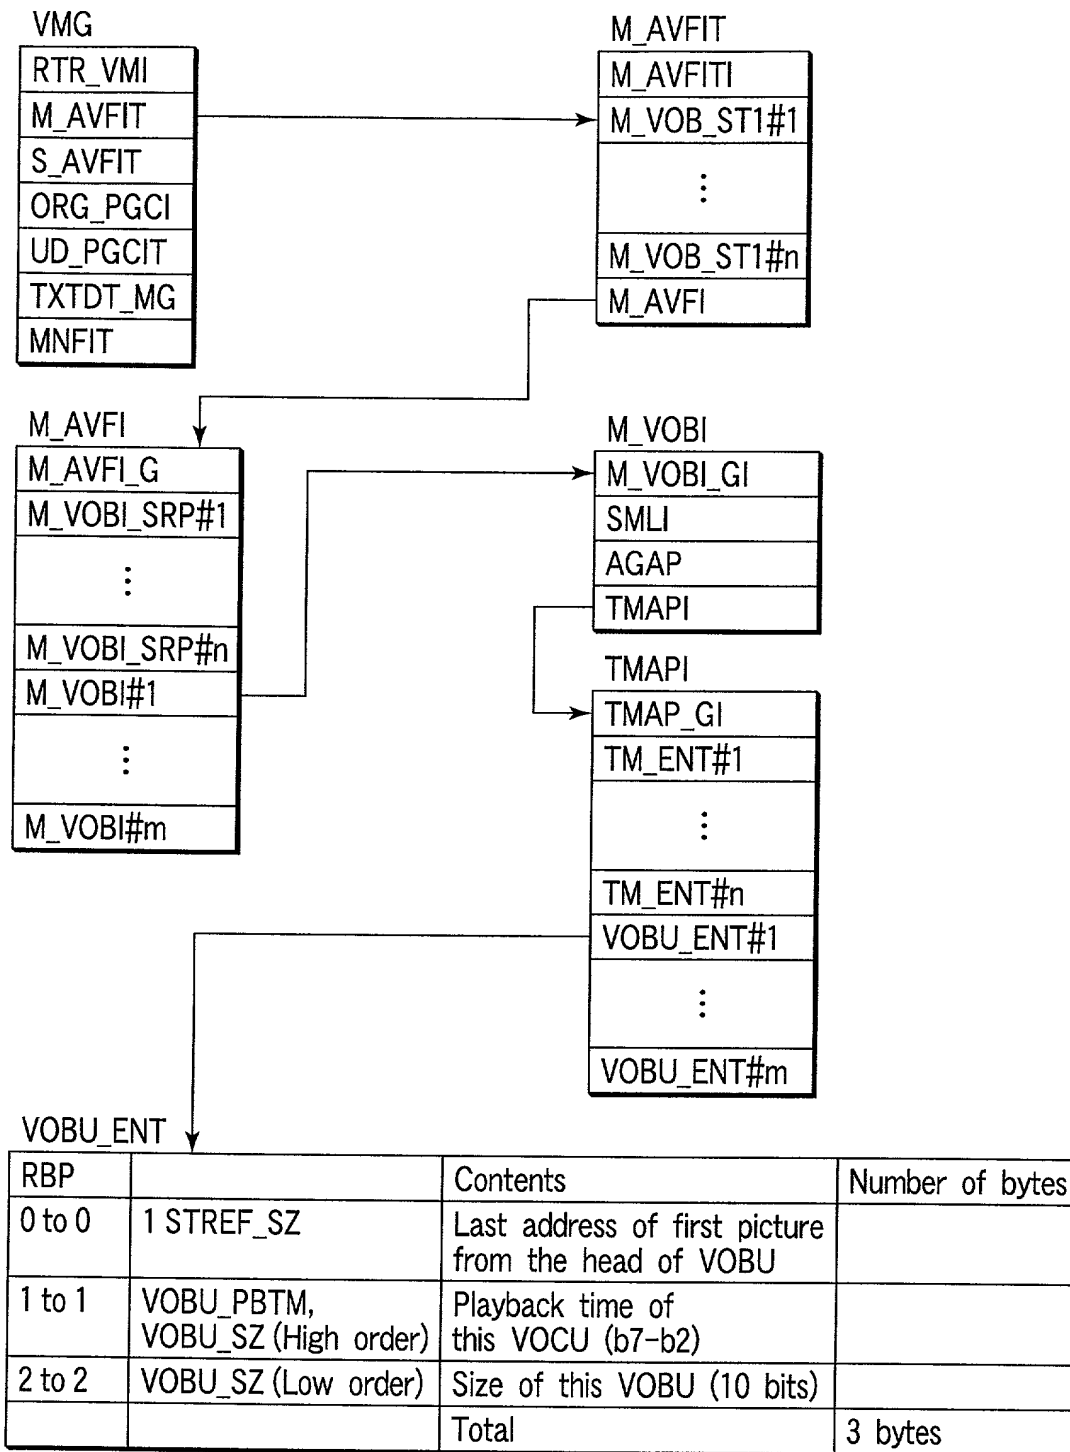 VMG
RTR_VMI
M_AVFIT
S_AVFIT
ORG_PGCI
UD_PGCIT
TXTDT_MG
MNFIT
M_AVFIT
M_AVFITI
M_VOB_ST1#1
⋮
M_VOB_ST1#n
M_AVFI
M_AVFI
M_AVFI_G
M_VOBI_SRP#1
⋮
M_VOBI_SRP#n
M_VOBI#1
⋮
M_VOBI#m
M_VOBI
M_VOBI_GI
SMLI
AGAP
TMAPI
TMAPI
TMAP_GI
TM_ENT#1
⋮
TM_ENT#n
VOBU_ENT#1
⋮
VOBU_ENT#m
VOBU_ENT
RBP Contents Number of bytes
0 to 0 1 STREF_SZ Last address of first picture
from the head of VOBU
1 to 1 VOBU_PBTM, Playback time of
VOBU_SZ (High order) this VOCU (b7-b2)
2 to 2 VOBU_SZ (Low order) Size of this VOBU (10 bits)
Total 3 bytes